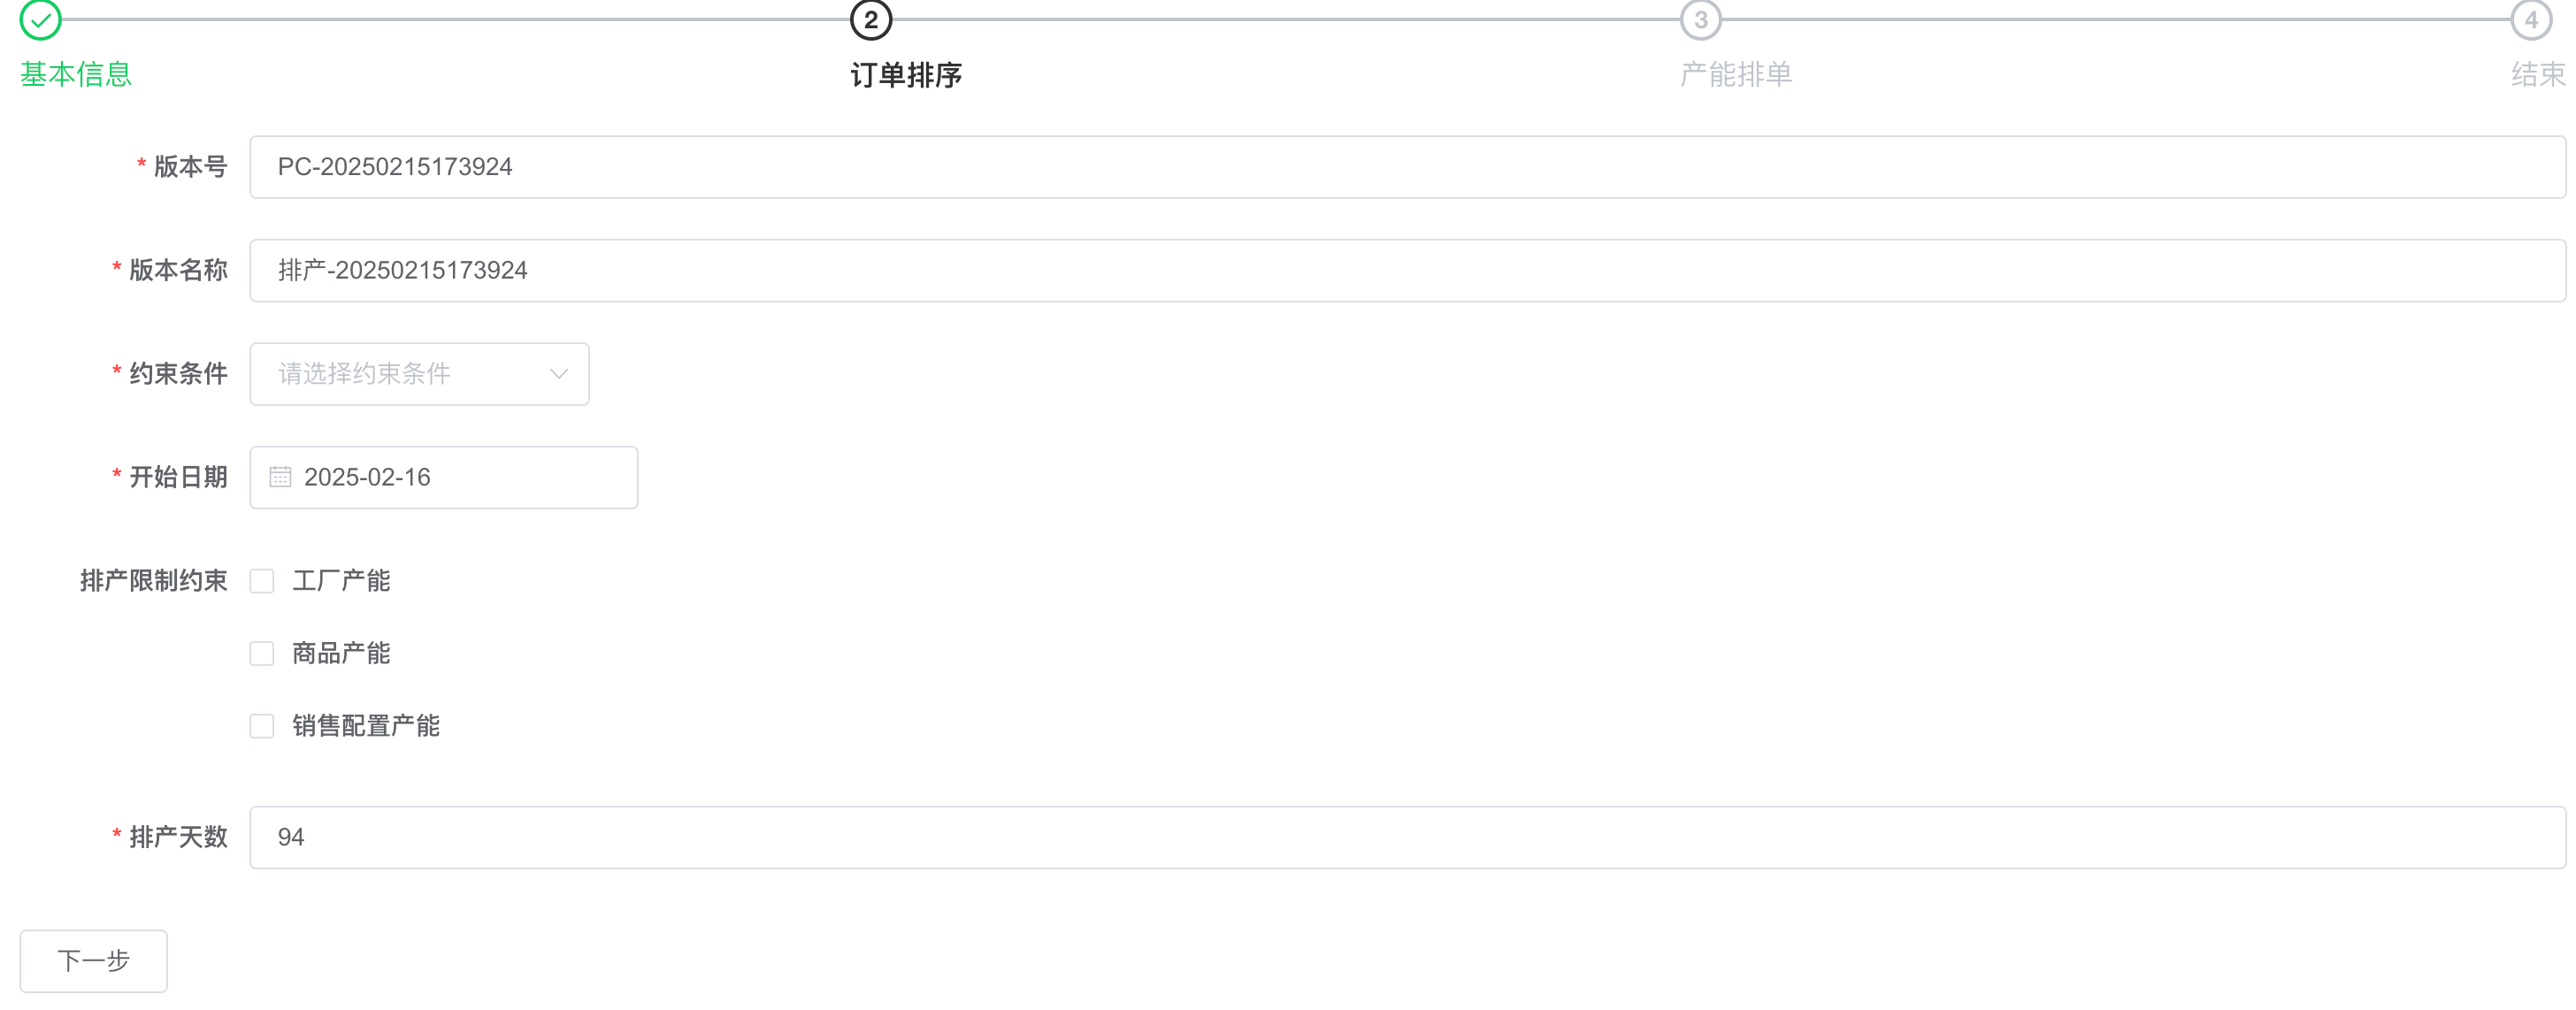 2 3 4
基本信息 订单排序 产能排单 结束
* 版本号 PC-20250215173924
* 版本名称 排产-20250215173924
* 约束条件 请选择约束条件
* 开始日期 2025-02-16
排产限制约束 工厂产能
商品产能
销售配置产能
* 排产天数 94
下一步